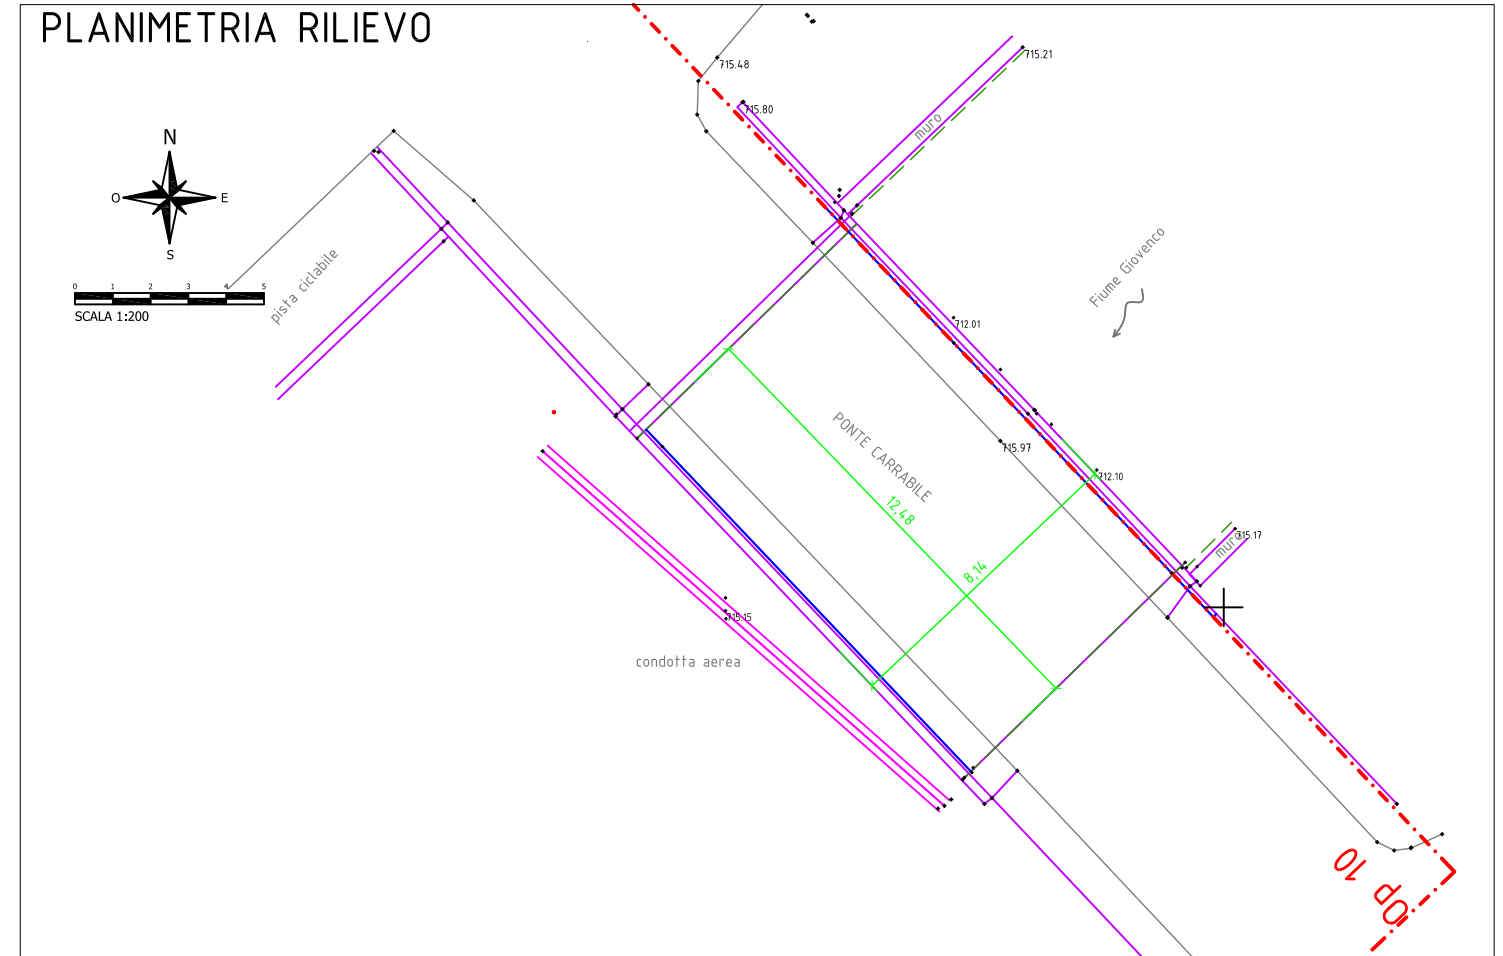 PLANIMETRIA RILIEVO
715.48
715.21
715.80
muro
N
O
E
S
pista ciclabile
0 1 2 3 4 5
SCALA 1:200
Fiume Giovenco
712.01
PONTE CARRABILE
715.97
712.10
12,48
8,14
muro
715.17
715.15
condotta aerea
Op 10